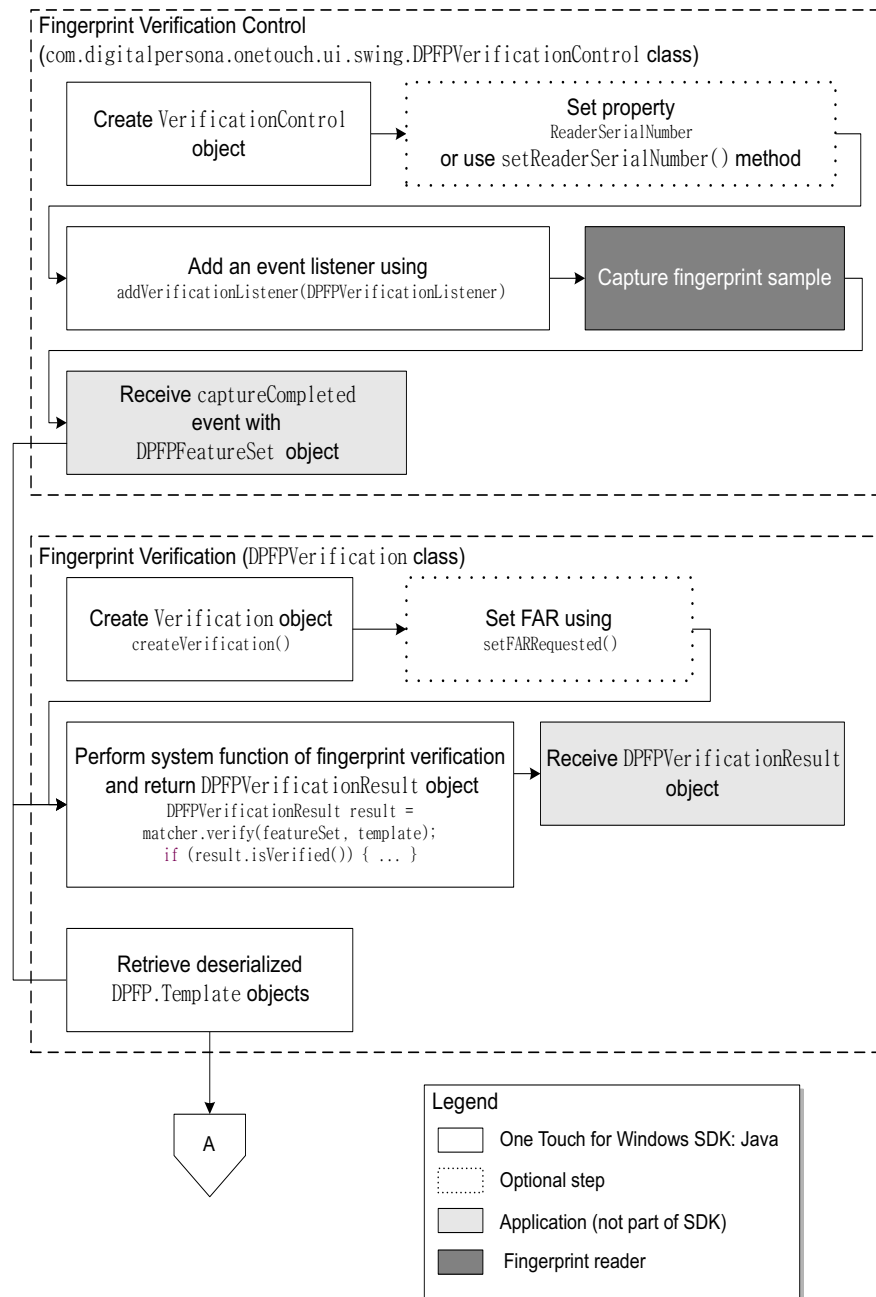 Fingerprint Verification Control
(com.digitalpersona.onetouch.ui.swing.DPFPVerificationControl class)
Create VerificationControl
object
Set property
ReaderSerialNumber
or use setReaderSerialNumber() method
Add an event listener using
addVerificationListener(DPFPVerificationListener)
Capture fingerprint sample
Receive captureCompleted
event with
DPFPFeatureSet object
Fingerprint Verification (DPFPVerification class)
Create Verification object
createVerification()
Set FAR using
setFARRequested()
Perform system function of fingerprint verification
and return DPFPVerificationResult object
DPFPVerificationResult result =
matcher.verify(featureSet, template);
if (result.isVerified()) { ... }
Receive DPFPVerificationResult
object
Retrieve deserialized
DPFP.Template objects
A
Legend
One Touch for Windows SDK: Java
Optional step
Application (not part of SDK)
Fingerprint reader